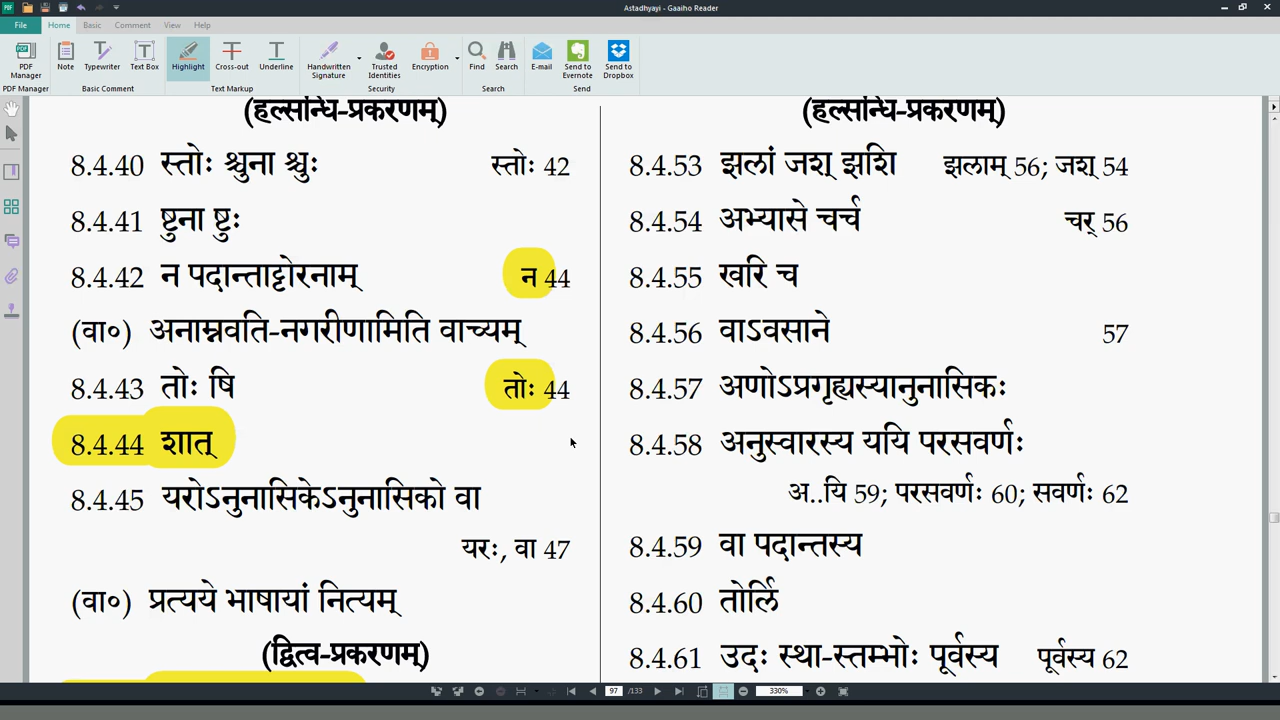 Astadhyayi - Gaaiho Reader
File Home Basic Comment View Help
PDF Manager Note Typewriter Text Box Highlight Cross-out Underline Handwritten Signature Trusted Identities Encryption Find Search E-mail Send to Evernote Send to Dropbox
PDF Manager Basic Comment Text Markup Security Search Send
(हल्सन्धि-प्रकरणम्)
8.4.40 स्तोः श्चुना श्चुः स्तोः 42
8.4.41 ष्टुना ष्टुः
8.4.42 न पदान्ताट्टोरनाम् न 44
(वा०) अनाम्नवति-नगरीणामिति वाच्यम्
8.4.43 तोः षि तोः 44
8.4.44 शात्
8.4.45 यरोऽनुनासिकेऽनुनासिको वा
यरः, वा 47
(वा०) प्रत्यये भाषायां नित्यम्
(द्वित्व-प्रकरणम्)
(हल्सन्धि-प्रकरणम्)
8.4.53 झलां जश् झशि झलाम् 56; जश् 54
8.4.54 अभ्यासे चर्च चर् 56
8.4.55 खरि च
8.4.56 वाऽवसाने 57
8.4.57 अणोऽप्रगृह्यस्यानुनासिकः
8.4.58 अनुस्वारस्य ययि परसवर्णः
अ..यि 59; परसवर्णः 60; सवर्णः 62
8.4.59 वा पदान्तस्य
8.4.60 तोर्लि
8.4.61 उदः स्था-स्तम्भोः पूर्वस्य पूर्वस्य 62
97 /133 330%